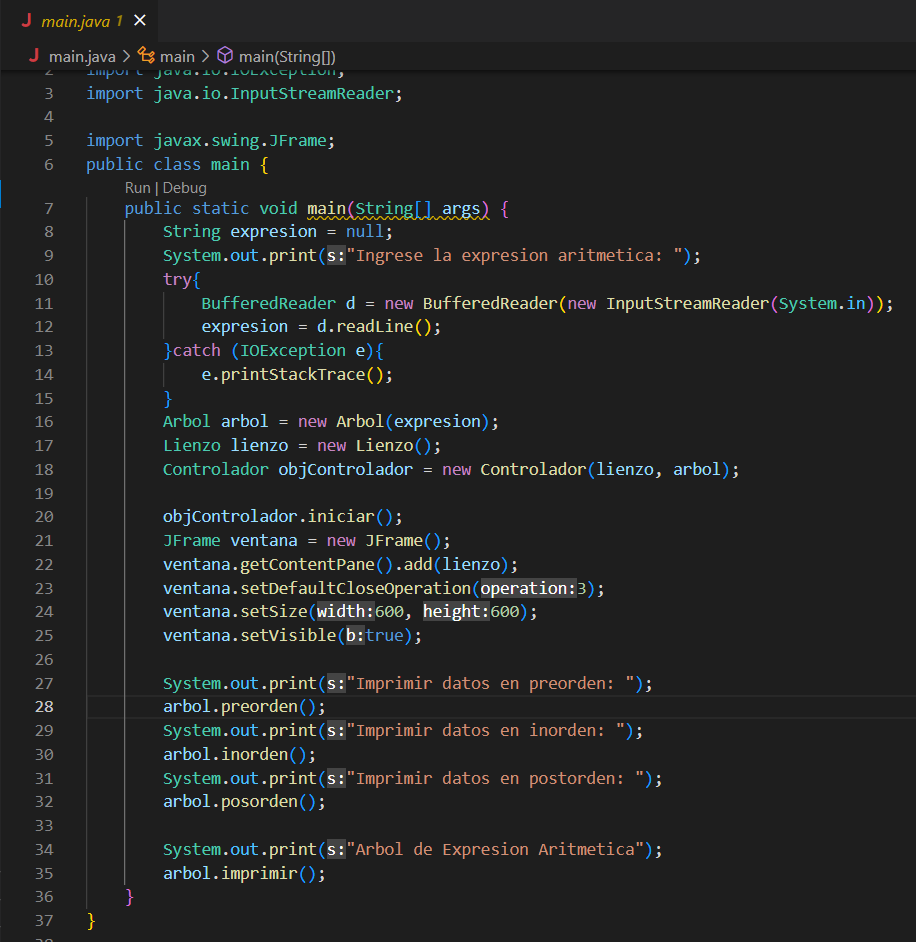 main.java 1
main.java > main > main(String[])
2 import java.io.IOException;
3 import java.io.InputStreamReader;
4
5 import javax.swing.JFrame;
6 public class main {
Run | Debug
7 public static void main(String[] args) {
8 String expresion = null;
9 System.out.print(s:"Ingrese la expresion aritmetica: ");
10 try{
11 BufferedReader d = new BufferedReader(new InputStreamReader(System.in));
12 expresion = d.readLine();
13 }catch (IOException e){
14 e.printStackTrace();
15 }
16 Arbol arbol = new Arbol(expresion);
17 Lienzo lienzo = new Lienzo();
18 Controlador objControlador = new Controlador(lienzo, arbol);
19
20 objControlador.iniciar();
21 JFrame ventana = new JFrame();
22 ventana.getContentPane().add(lienzo);
23 ventana.setDefaultCloseOperation(operation:3);
24 ventana.setSize(width:600, height:600);
25 ventana.setVisible(b:true);
26
27 System.out.print(s:"Imprimir datos en preorden: ");
28 arbol.preorden();
29 System.out.print(s:"Imprimir datos en inorden: ");
30 arbol.inorden();
31 System.out.print(s:"Imprimir datos en postorden: ");
32 arbol.posorden();
33
34 System.out.print(s:"Arbol de Expresion Aritmetica");
35 arbol.imprimir();
36 }
37 }
38